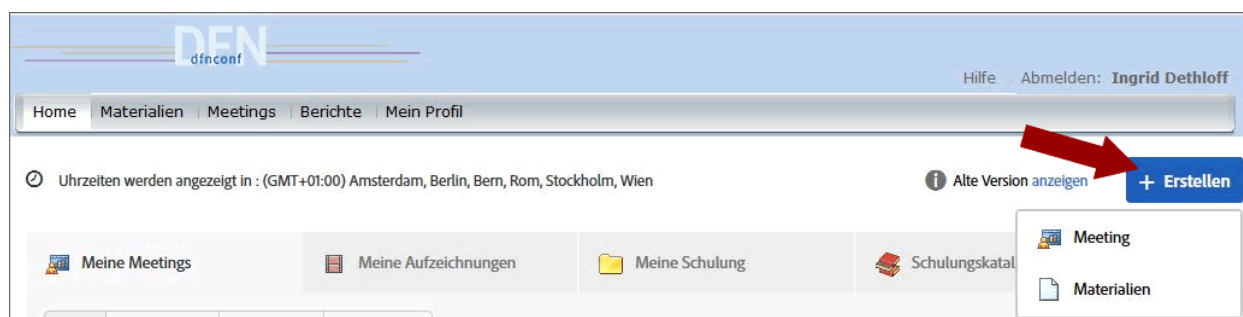 DFN
dfnconf
Hilfe Abmelden: Ingrid Dethloff
Home Materialien Meetings Berichte Mein Profil
Uhrzeiten werden angezeigt in : (GMT+01:00) Amsterdam, Berlin, Bern, Rom, Stockholm, Wien
Alte Version anzeigen
+ Erstellen
Meeting
Materialien
Meine Meetings
Meine Aufzeichnungen
Meine Schulung
Schulungskatal